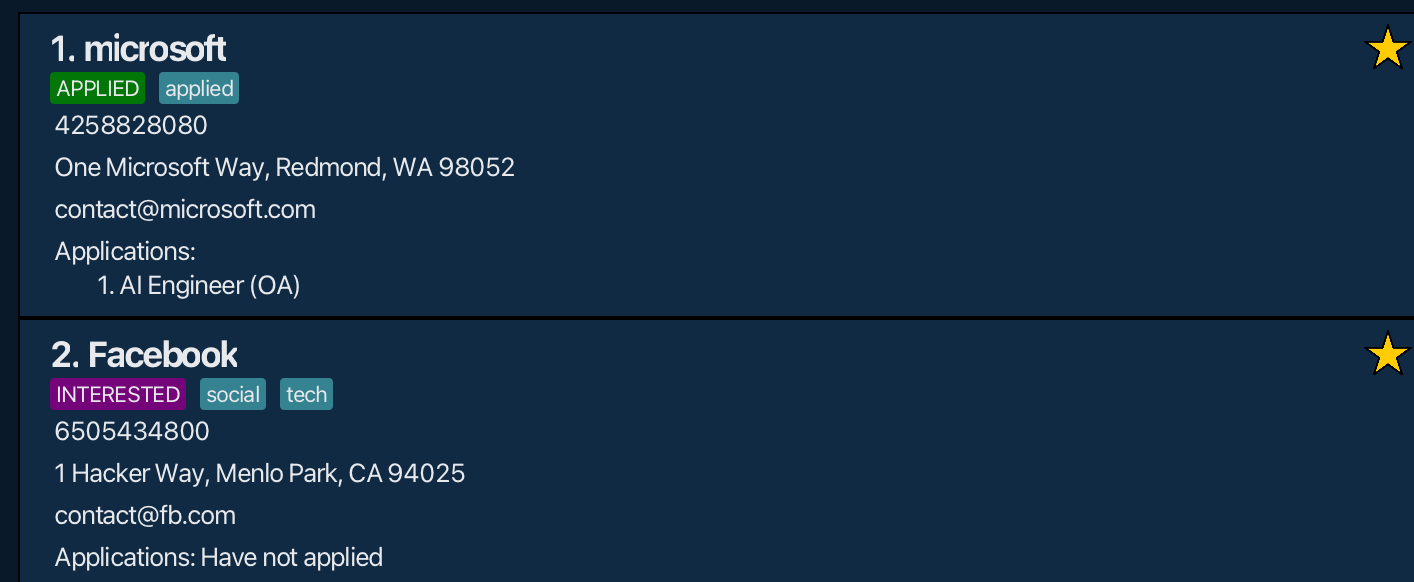 1. microsoft
APPLIED applied
4258828080
One Microsoft Way, Redmond, WA 98052
contact@microsoft.com
Applications:
1. AI Engineer (OA)
2. Facebook
INTERESTED social tech
6505434800
1 Hacker Way, Menlo Park, CA 94025
contact@fb.com
Applications: Have not applied